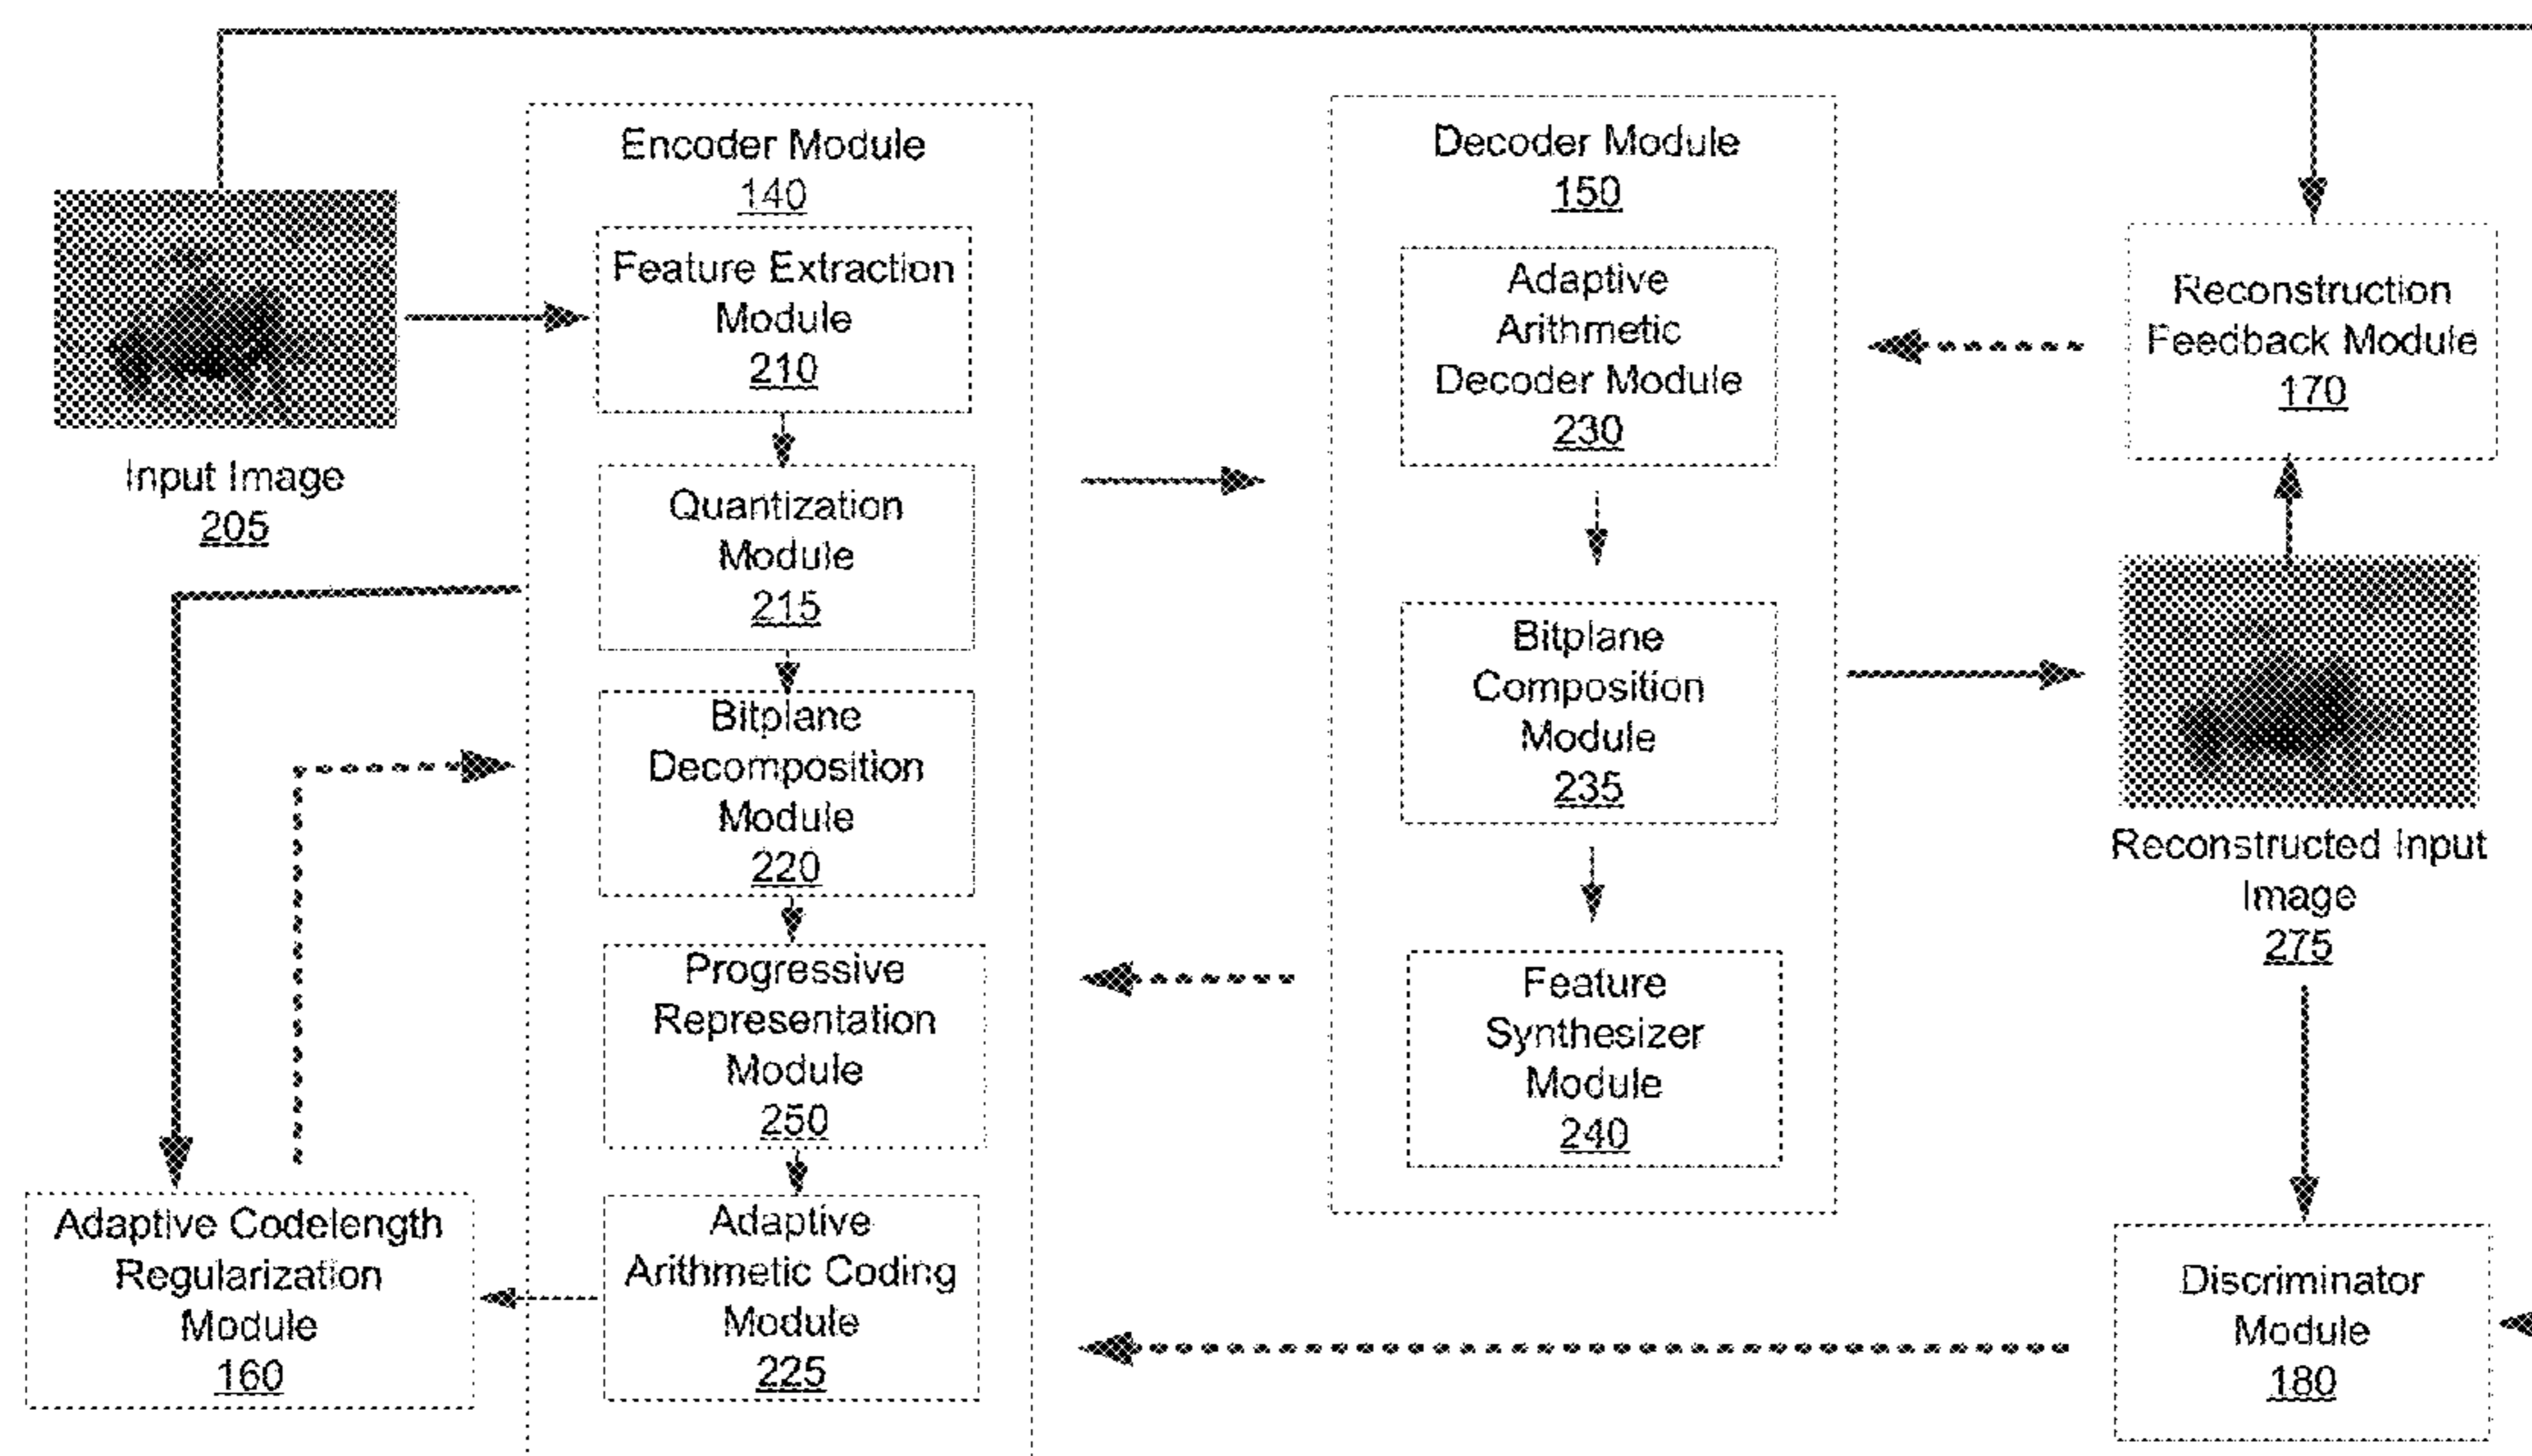 Input Image
205
Encoder Module
140
Feature Extraction
Module
210
Quantization
Module
215
Bitplane
Decomposition
Module
220
Progressive
Representation
Module
250
Adaptive
Arithmetic Coding
Module
225
Adaptive Codelength
Regularization
Module
160
Decoder Module
150
Adaptive
Arithmetic
Decoder Module
230
Bitplane
Composition
Module
235
Feature
Synthesizer
Module
240
Reconstruction
Feedback Module
170
Reconstructed Input
Image
275
Discriminator
Module
180